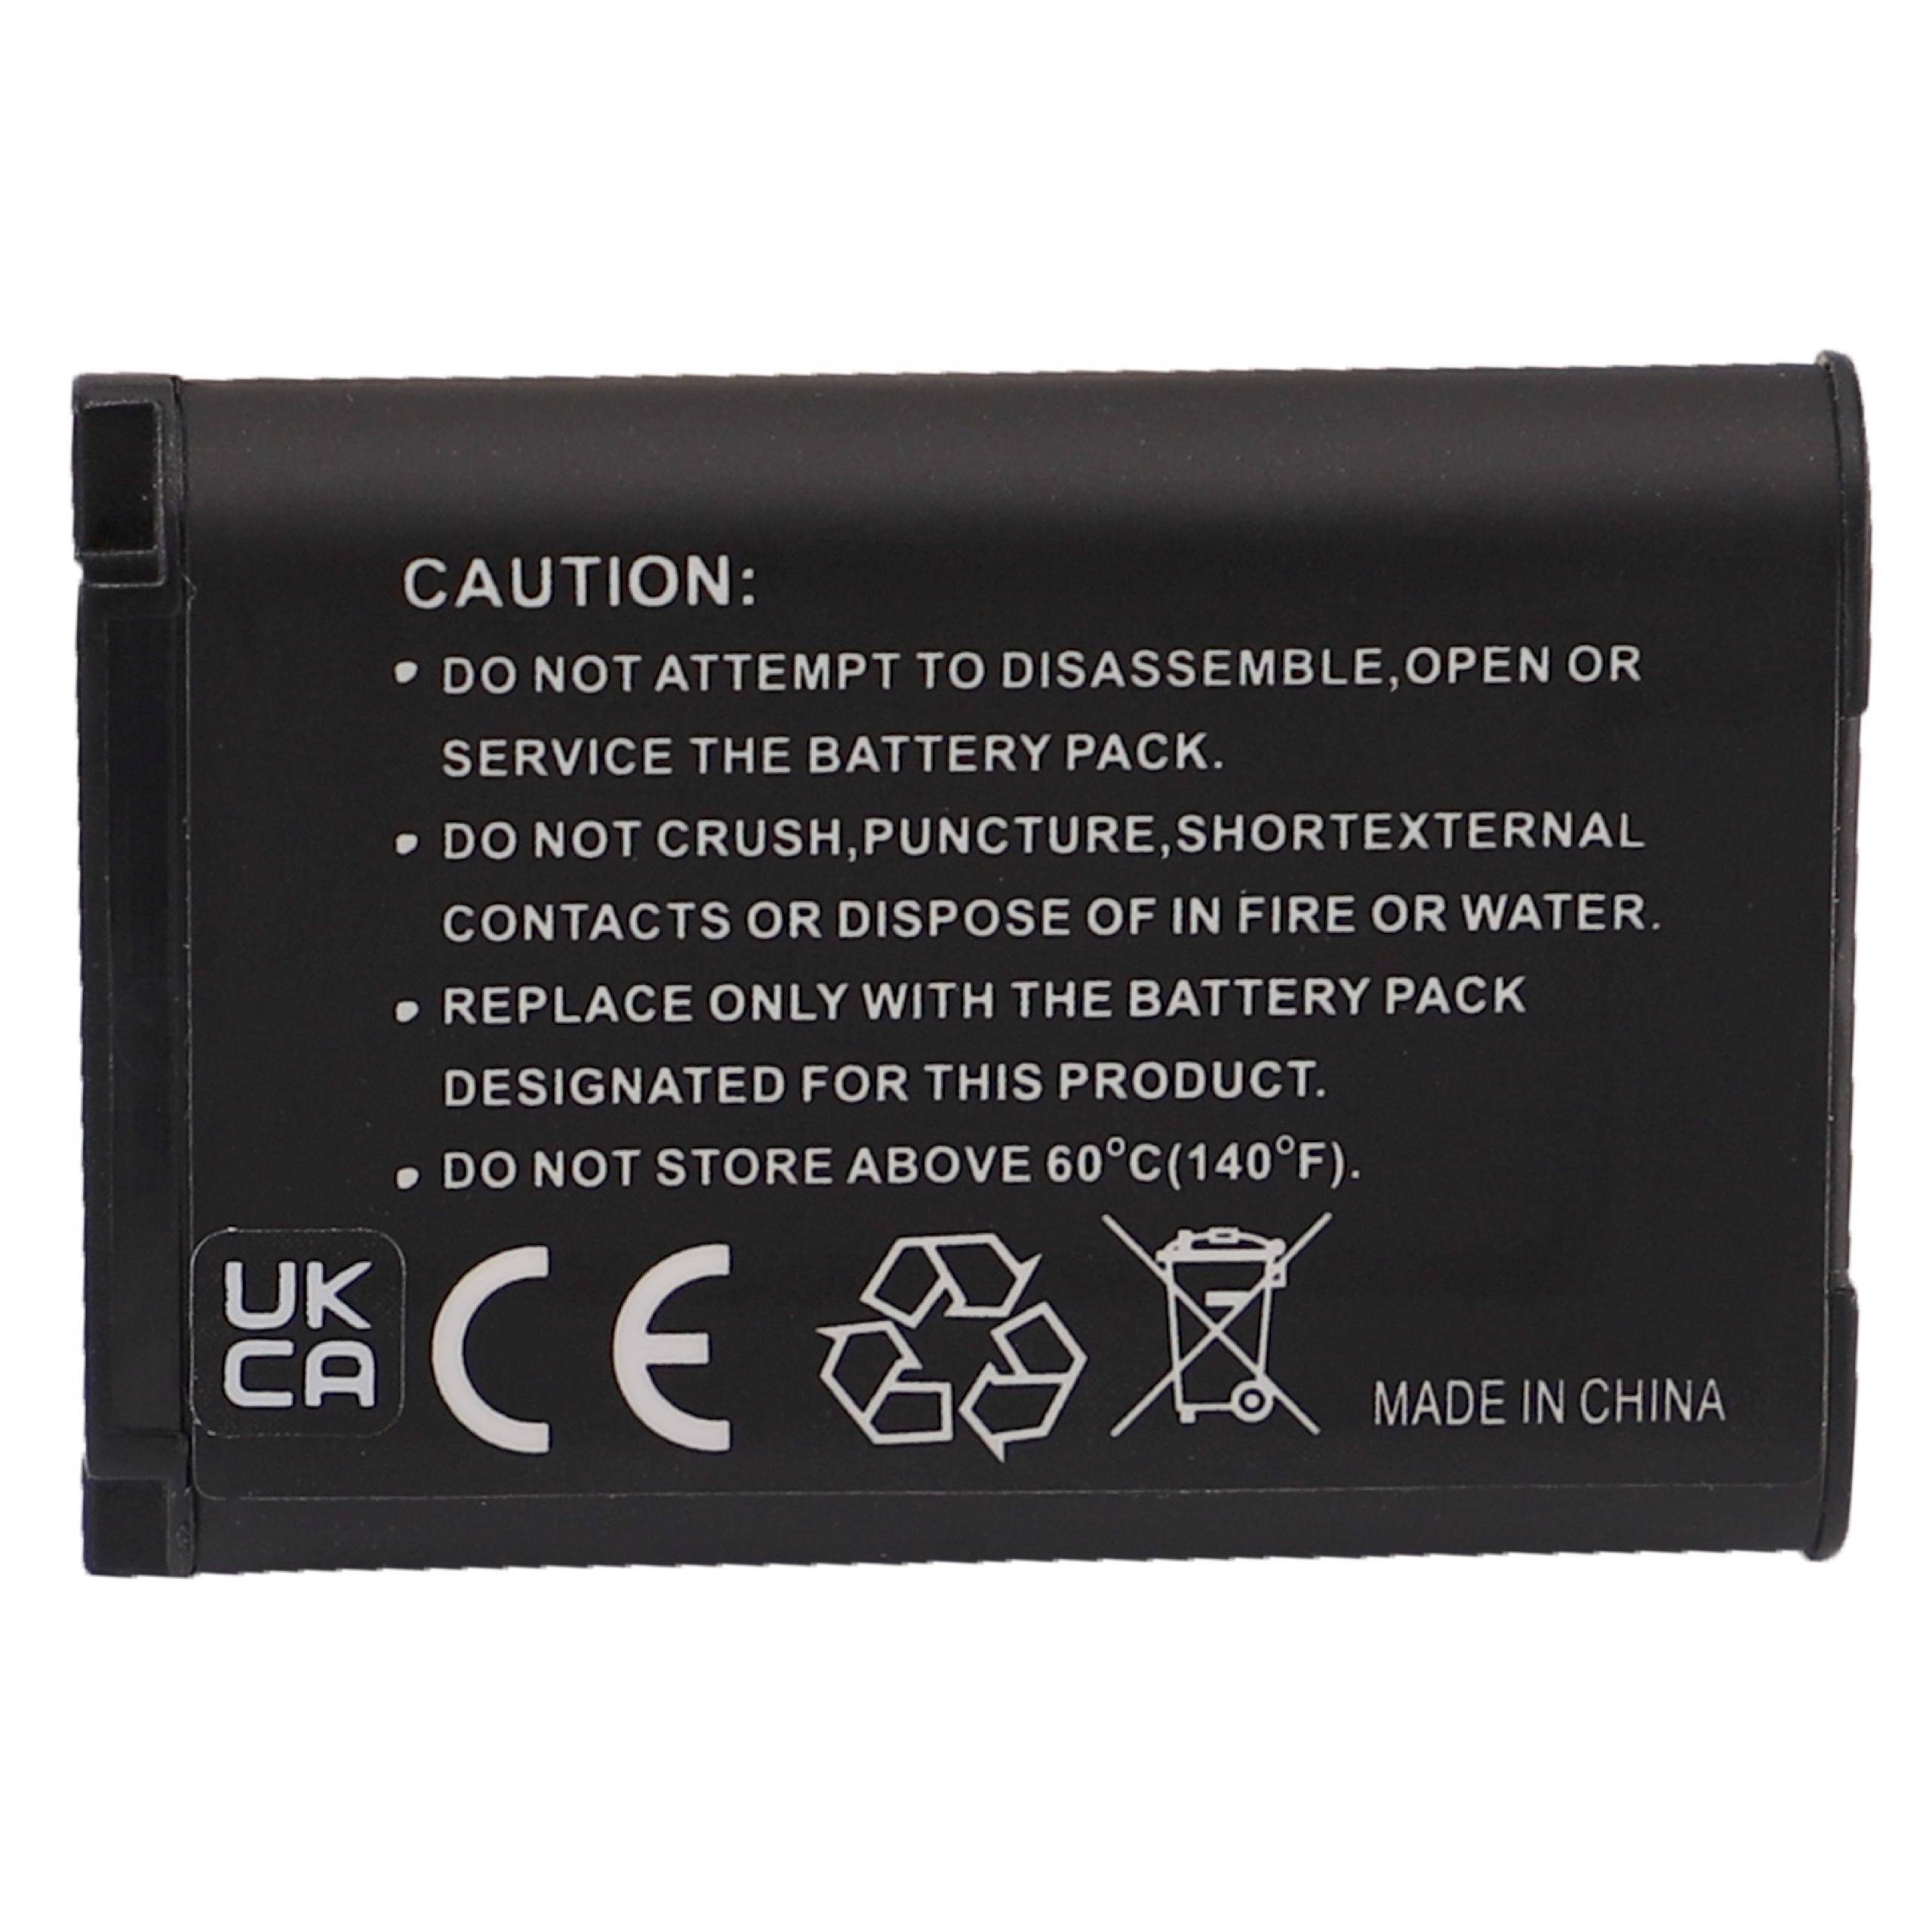 CAUTION:
• DO NOT ATTEMPT TO DISASSEMBLE,OPEN OR
SERVICE THE BATTERY PACK.
• DO NOT CRUSH,PUNCTURE,SHORTEXTERNAL
CONTACTS OR DISPOSE OF IN FIRE OR WATER.
• REPLACE ONLY WITH THE BATTERY PACK
DESIGNATED FOR THIS PRODUCT.
• DO NOT STORE ABOVE 60°C(140°F).
UK
CA
CE
MADE IN CHINA